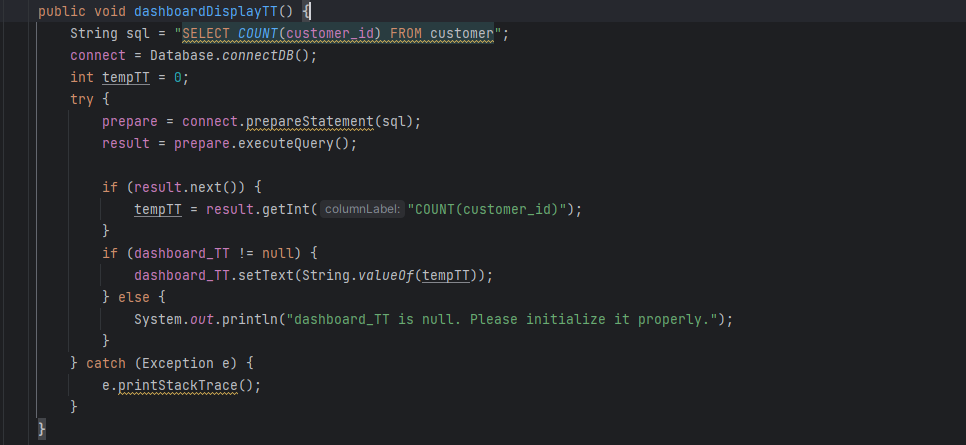 public void dashboardDisplayTT() {
    String sql = "SELECT COUNT(customer_id) FROM customer";
    connect = Database.connectDB();
    int tempTT = 0;
    try {
        prepare = connect.prepareStatement(sql);
        result = prepare.executeQuery();

        if (result.next()) {
            tempTT = result.getInt( columnLabel: "COUNT(customer_id)");
        }
        if (dashboard_TT != null) {
            dashboard_TT.setText(String.valueOf(tempTT));
        } else {
            System.out.println("dashboard_TT is null. Please initialize it properly.");
        }
    } catch (Exception e) {
        e.printStackTrace();
    }
}